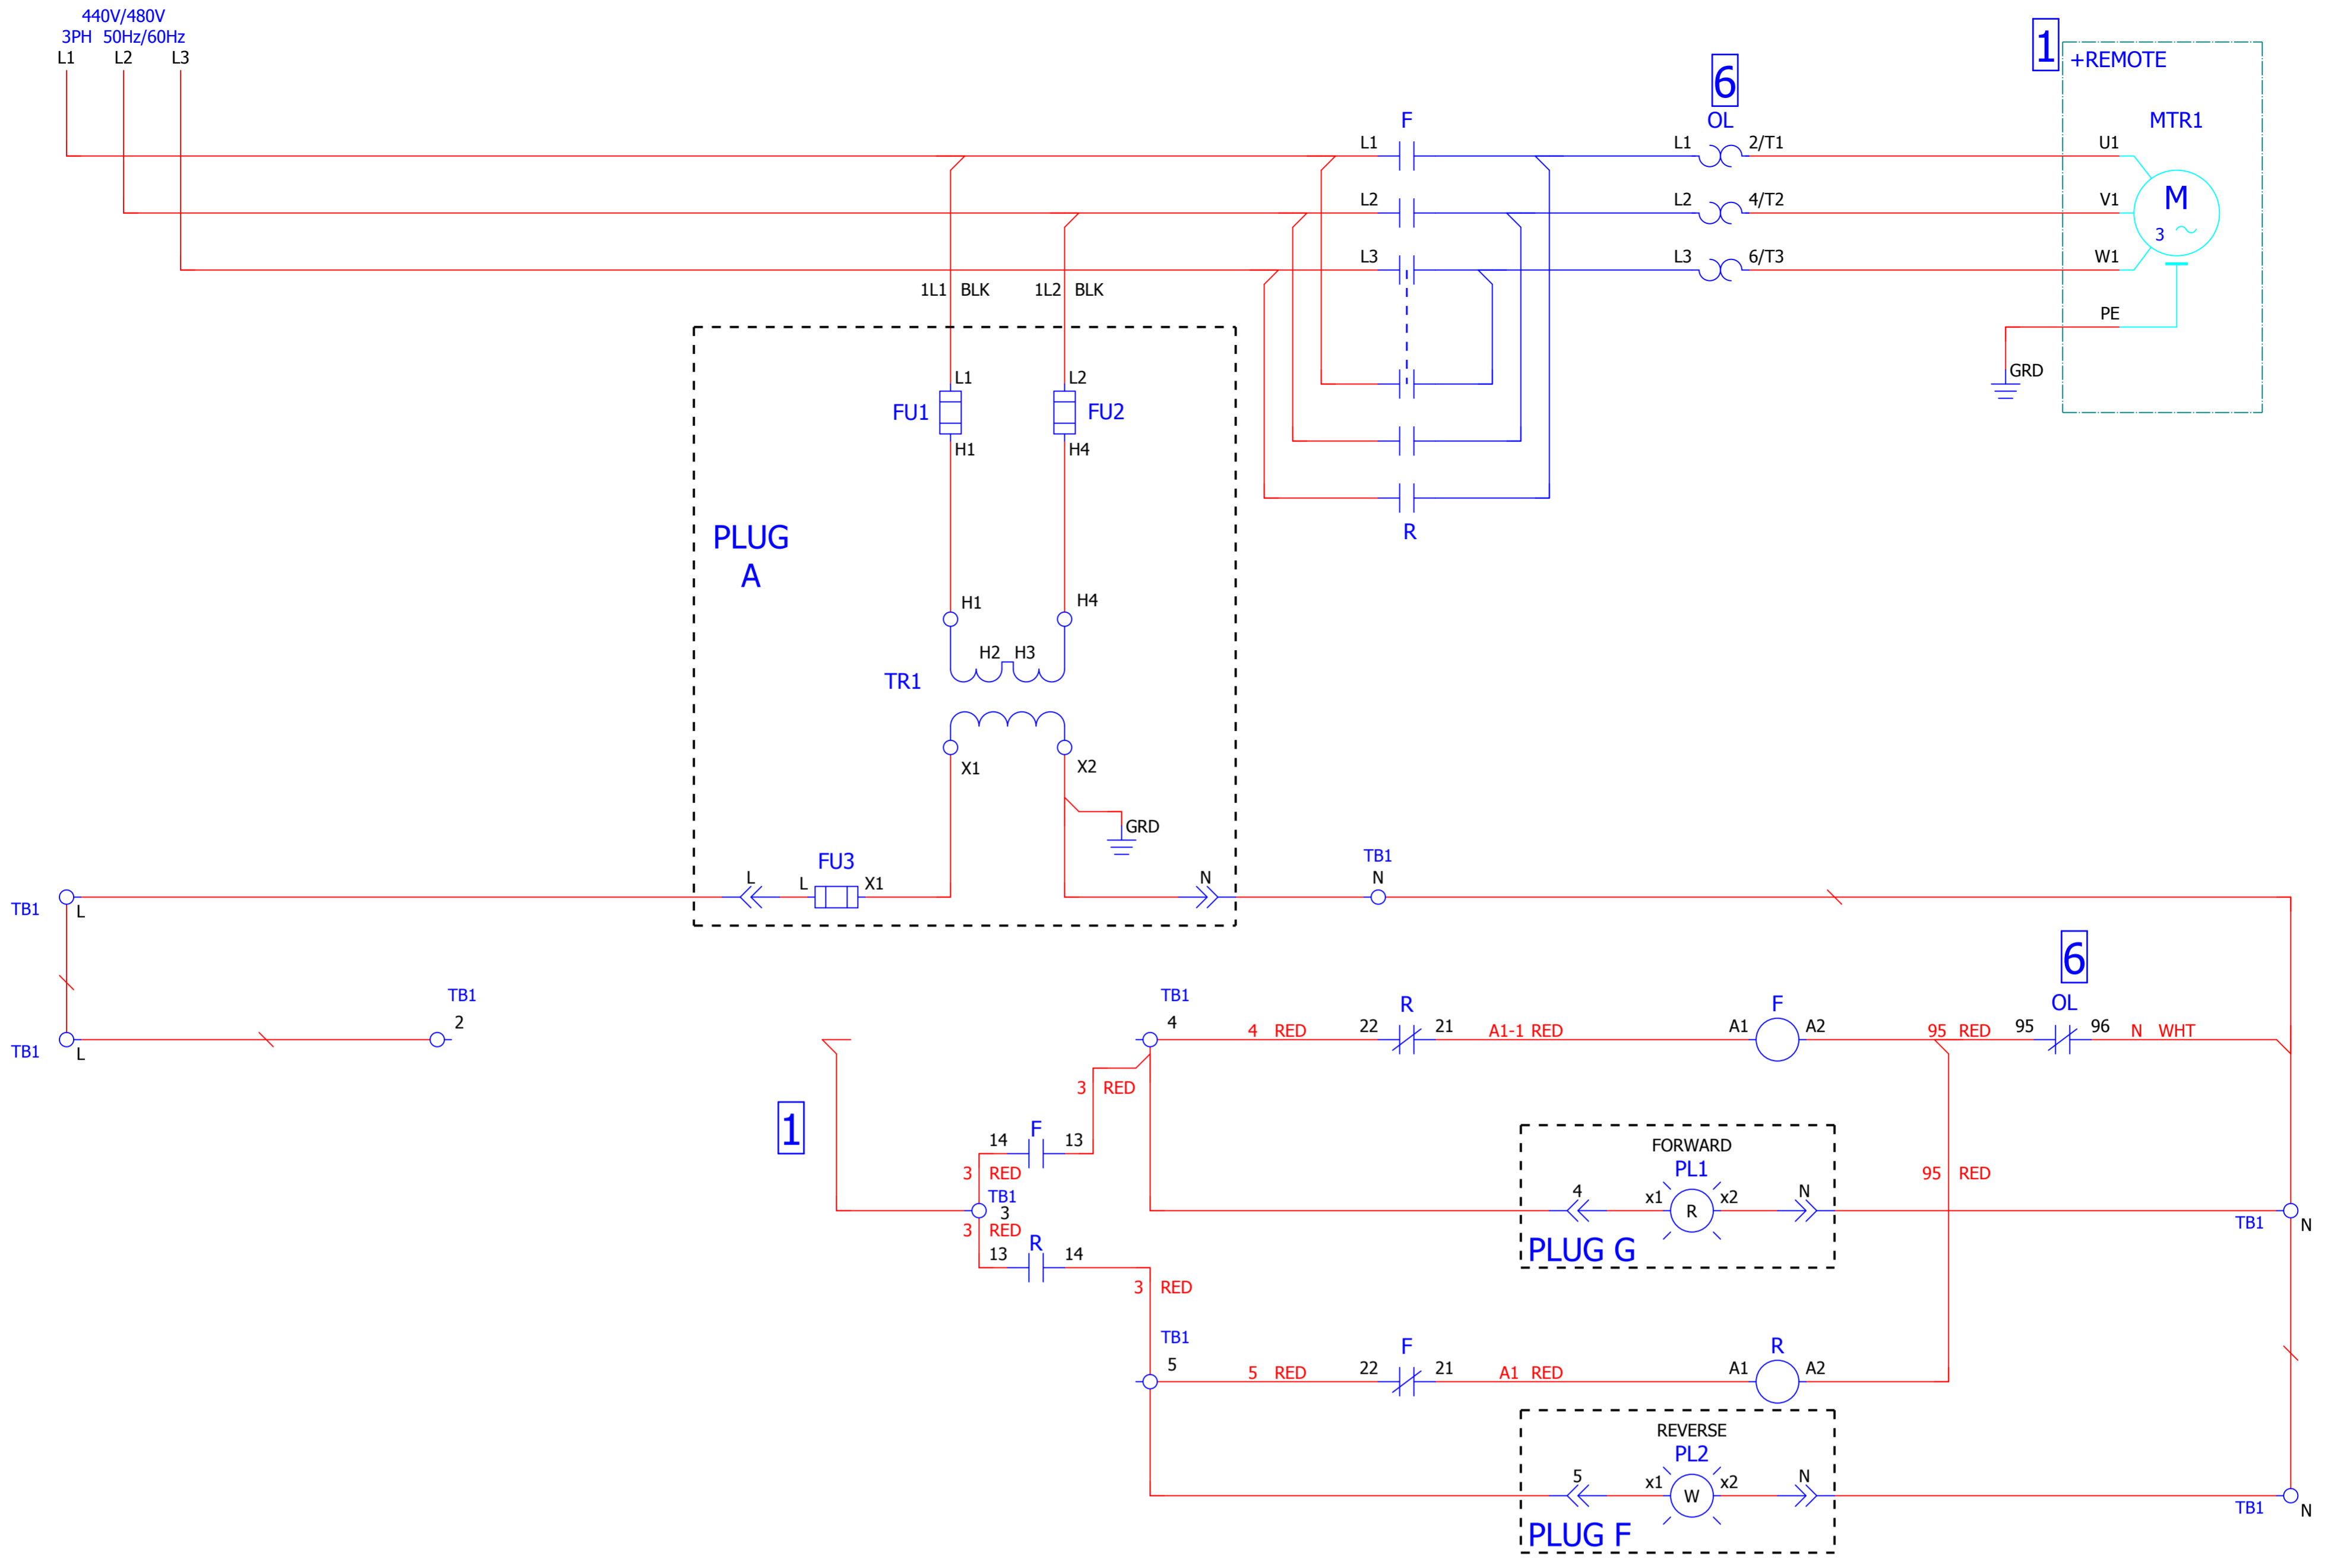 440V/480V
3PH 50Hz/60Hz
L1 L2 L3
1
+REMOTE
6
F OL MTR1
L1 L1 2/T1 U1
M
3
L2 L2 4/T2 V1
L3 L3 6/T3 W1
1L1 BLK 1L2 BLK
PE
GRD
L1 L2
FU1 FU2
H1 H4
R
PLUG
A
H1 H4
H2 H3
TR1
X1 X2
GRD
FU3
L L X1 N
TB1
N
TB1 L
6
TB1
2
TB1 L
TB1
4
4 RED
R
22 21
A1-1 RED
F
A1 A2
95 RED
OL
95 96
N WHT
3 RED
1
F
14 13
3 RED
TB1
3
3 RED
R
13 14
FORWARD
PL1
4 x1 R x2 N
PLUG G
95 RED
TB1 N
3 RED
TB1
5
5 RED
F
22 21
A1 RED
R
A1 A2
REVERSE
PL2
5 x1 W x2 N
PLUG F
TB1 N